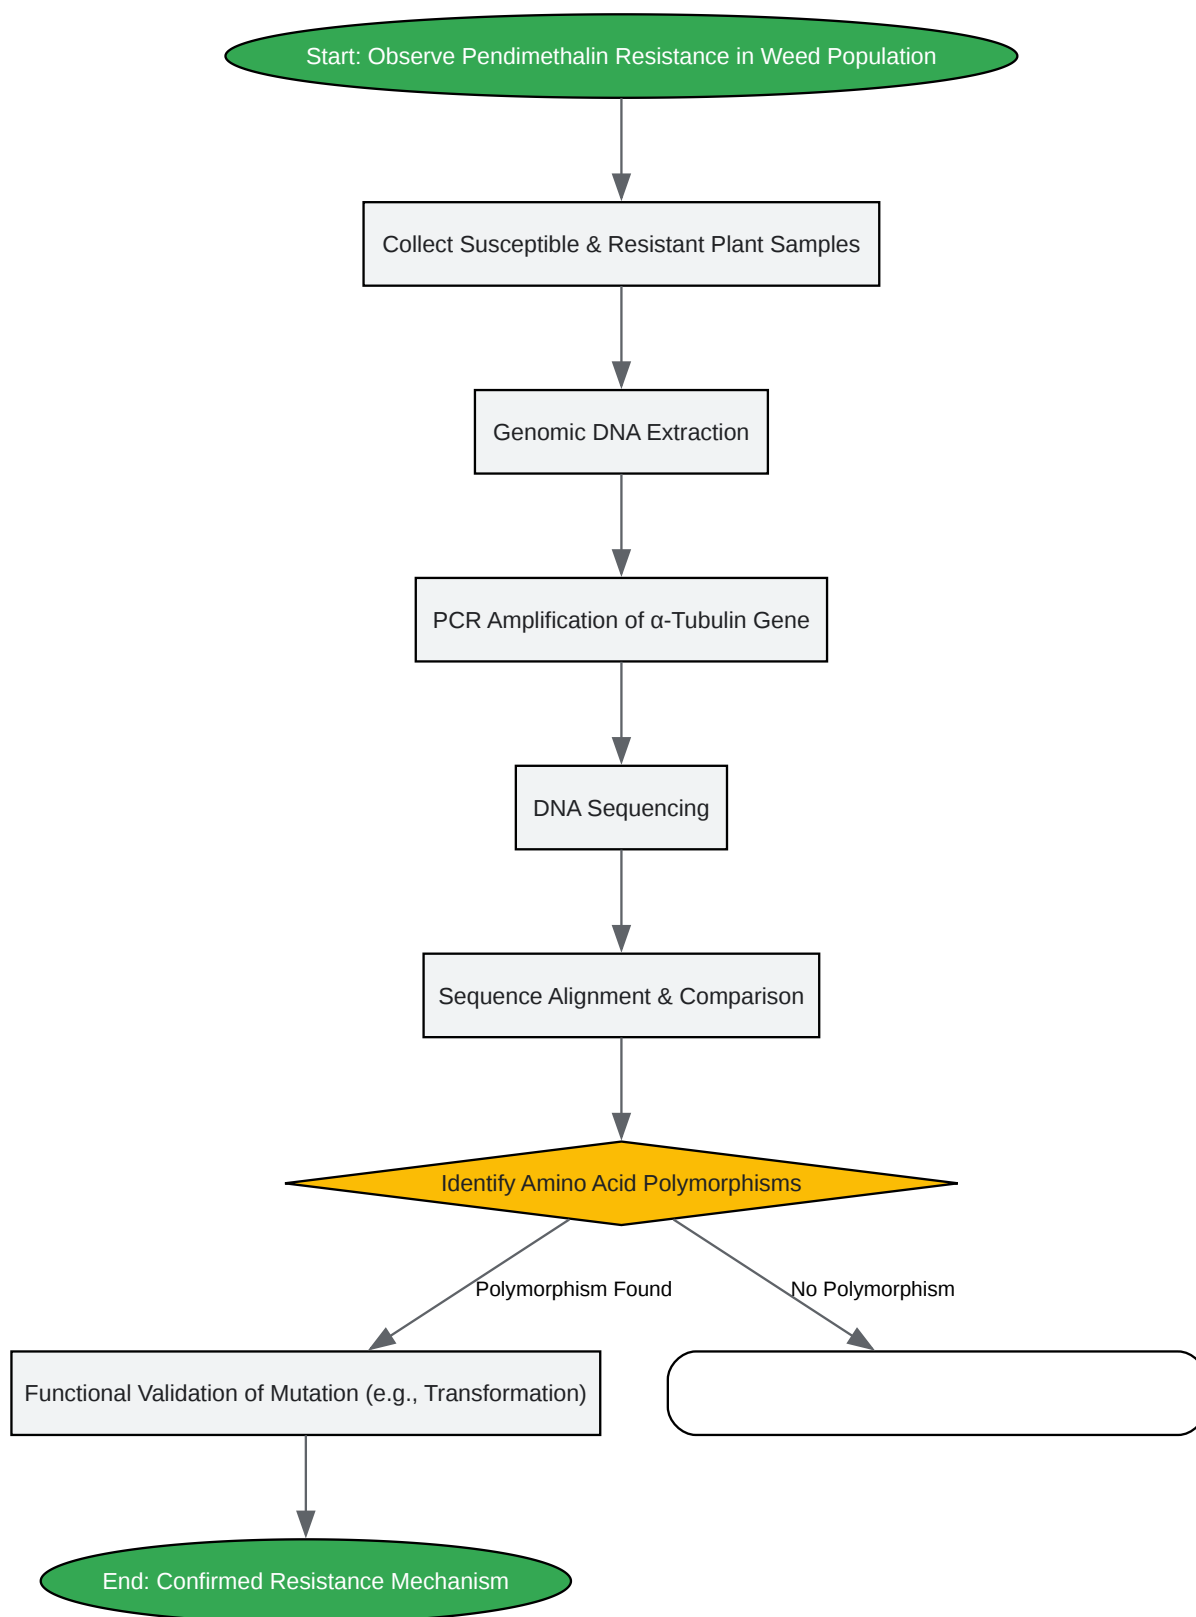 Start: Observe Pendimethalin Resistance in Weed Population
Collect Susceptible & Resistant Plant Samples
Genomic DNA Extraction
PCR Amplification of α-Tubulin Gene
DNA Sequencing
Sequence Alignment & Comparison
Identify Amino Acid Polymorphisms
Polymorphism Found
No Polymorphism
Functional Validation of Mutation (e.g., Transformation)
End: Confirmed Resistance Mechanism